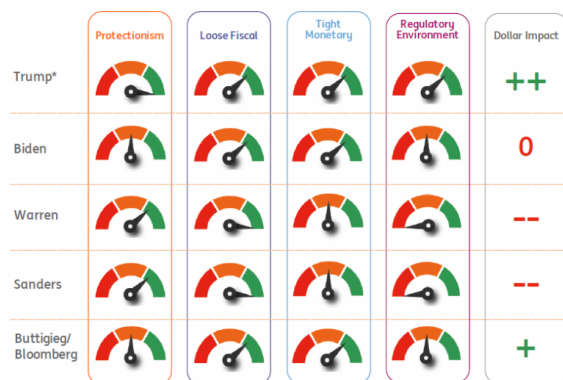 Protectionism
Loose Fiscal
Tight
Monetary
Regulatory
Environment
Dollar Impact
Trump*
++
Biden
0
Warren
--
Sanders
--
Buttigieg/
Bloomberg
+